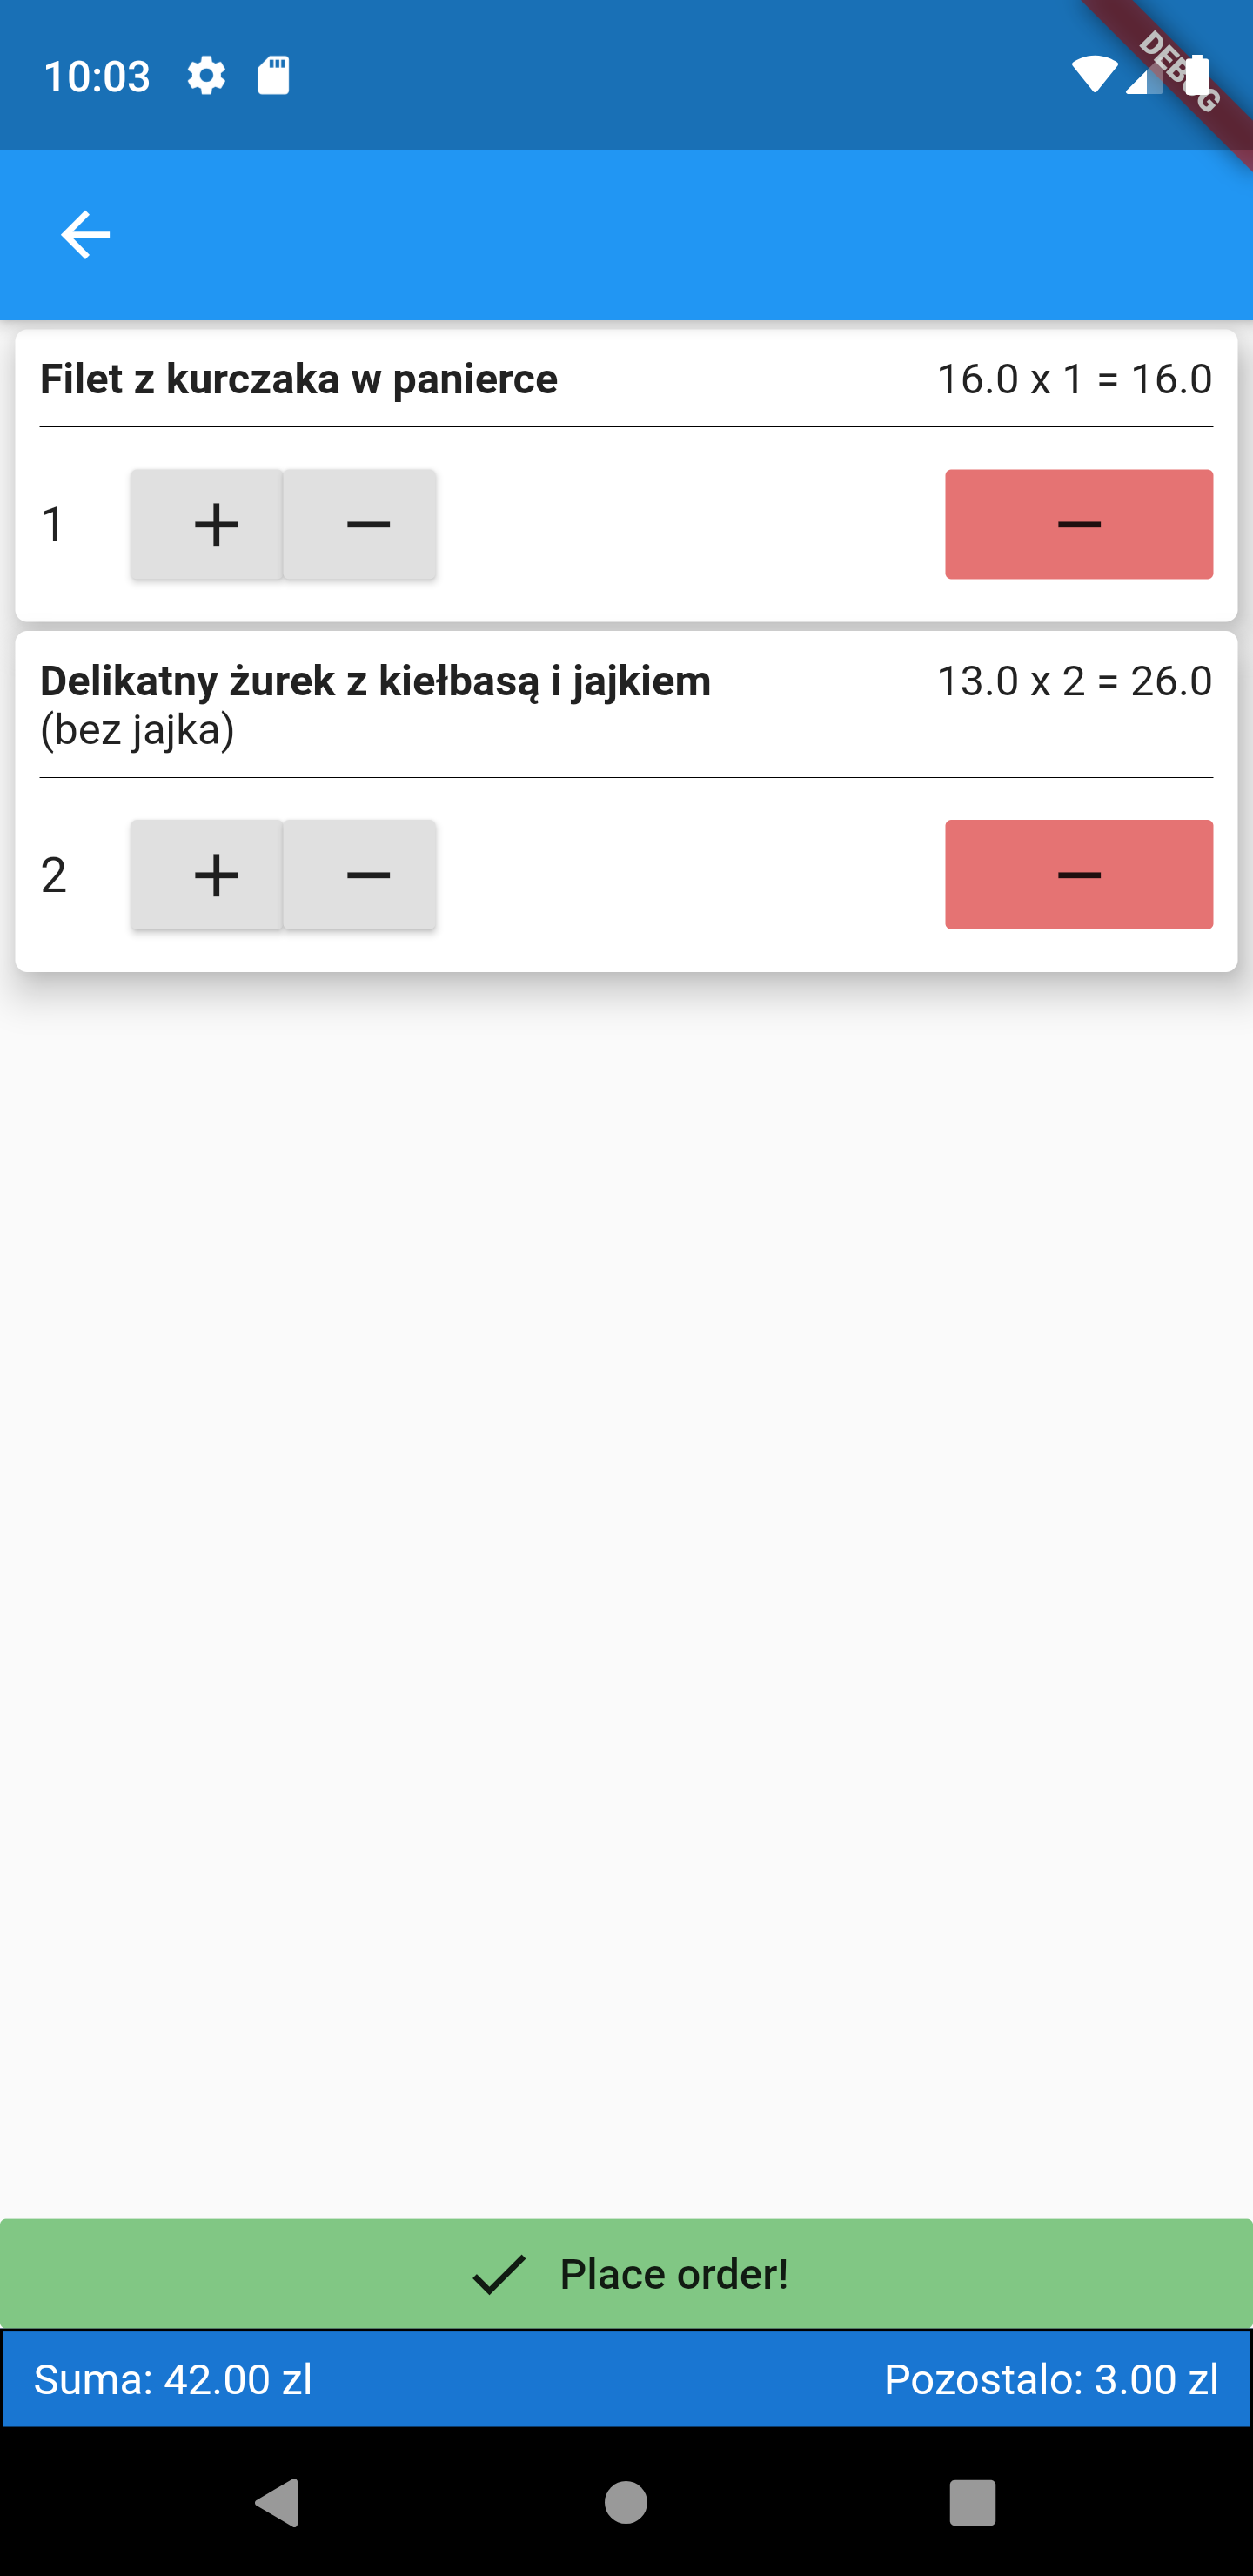 10:03
DEBUG
Filet z kurczaka w panierce 16.0 x 1 = 16.0
1
Delikatny żurek z kiełbasą i jajkiem 13.0 x 2 = 26.0
(bez jajka)
2
Place order!
Suma: 42.00 zl Pozostalo: 3.00 zl